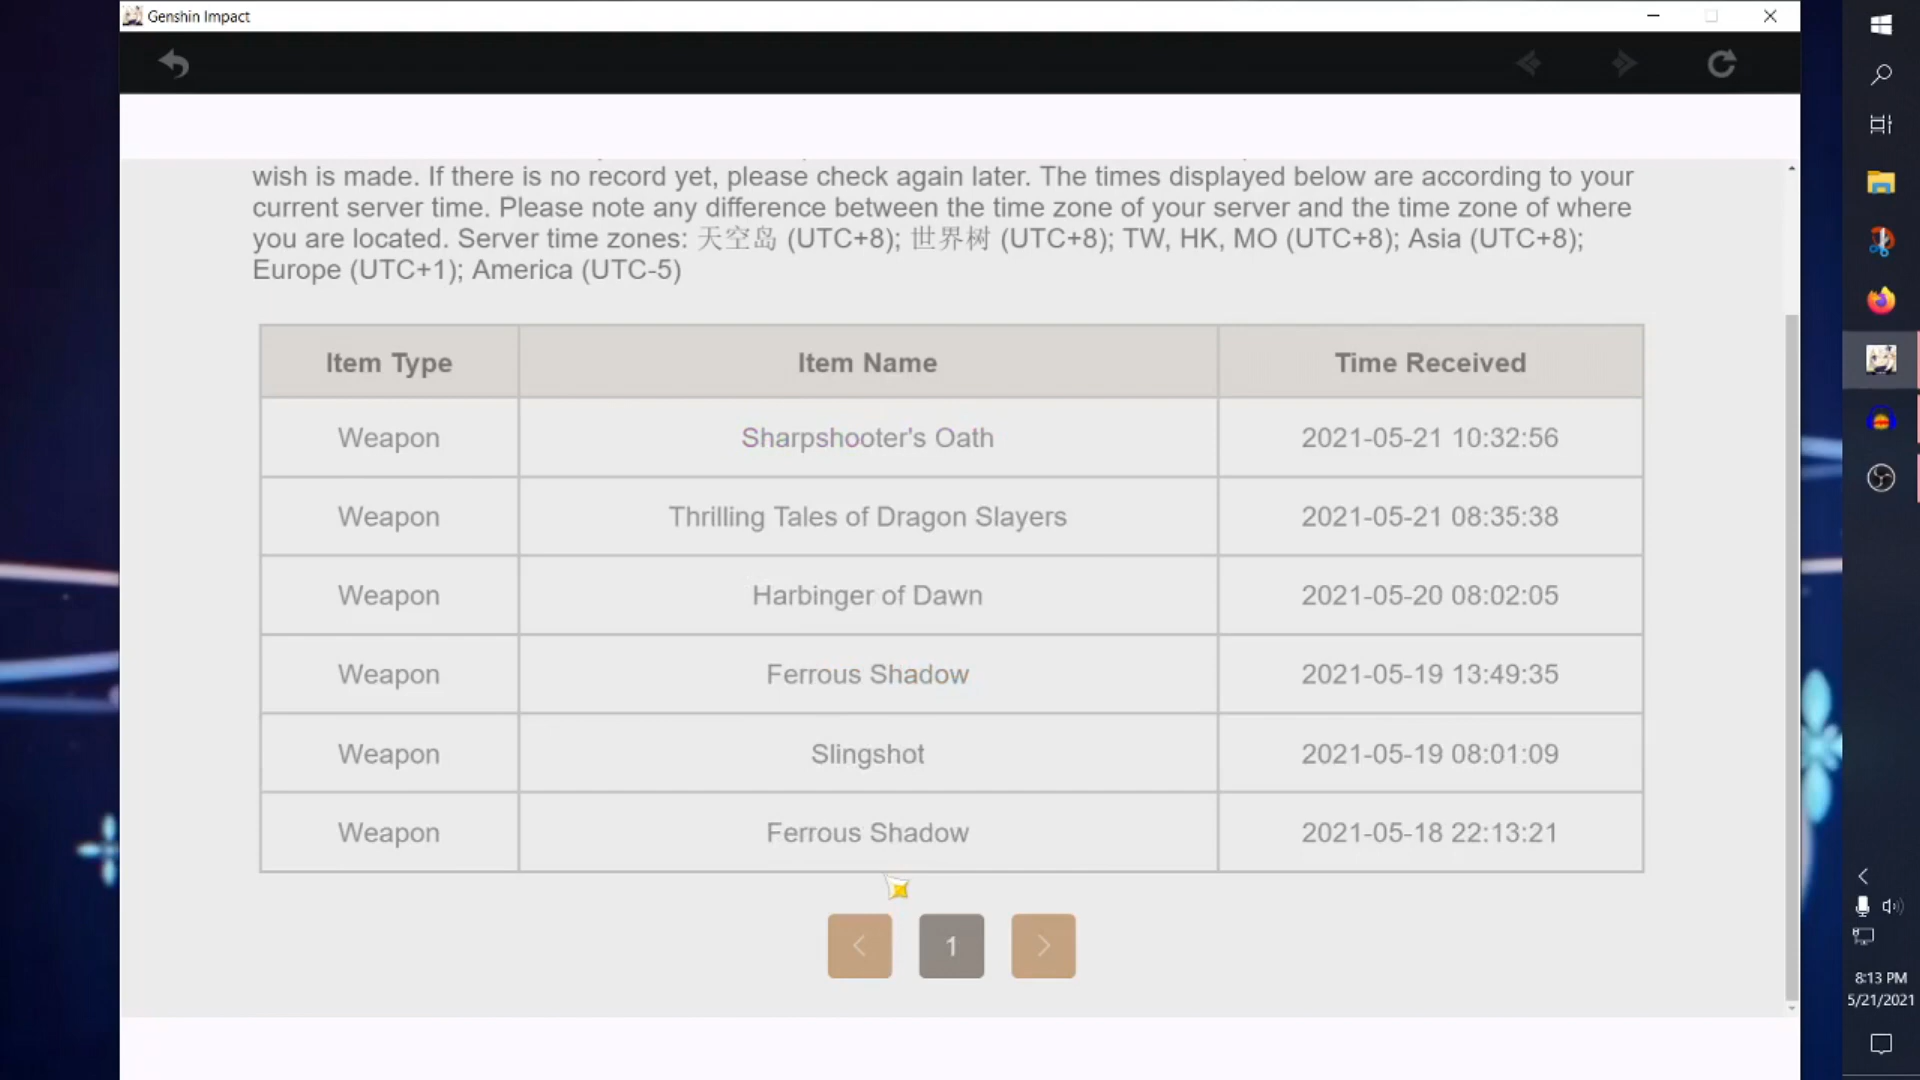 Genshin Impact
wish is made. If there is no record yet, please check again later. The times displayed below are according to your
current server time. Please note any difference between the time zone of your server and the time zone of where
you are located. Server time zones: 天空岛 (UTC+8); 世界树 (UTC+8); TW, HK, MO (UTC+8); Asia (UTC+8);
Europe (UTC+1); America (UTC-5)
Item Type Item Name Time Received
Weapon Sharpshooter's Oath 2021-05-21 10:32:56
Weapon Thrilling Tales of Dragon Slayers 2021-05-21 08:35:38
Weapon Harbinger of Dawn 2021-05-20 08:02:05
Weapon Ferrous Shadow 2021-05-19 13:49:35
Weapon Slingshot 2021-05-19 08:01:09
Weapon Ferrous Shadow 2021-05-18 22:13:21
1
8:13 PM
5/21/2021